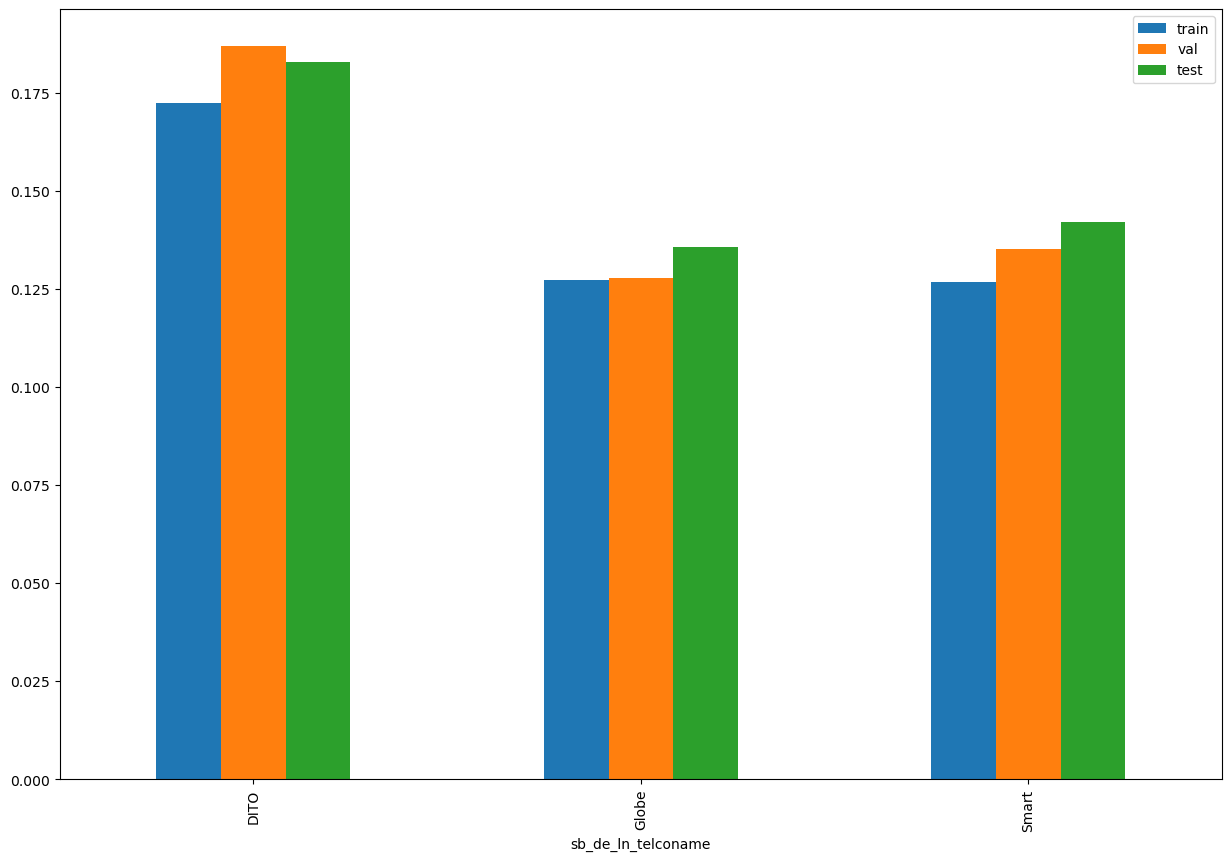 train
val
test
0.175
0.150
0.125
0.100
0.075
0.050
0.025
0.000
DITO
Globe
Smart
sb_de_ln_telconame